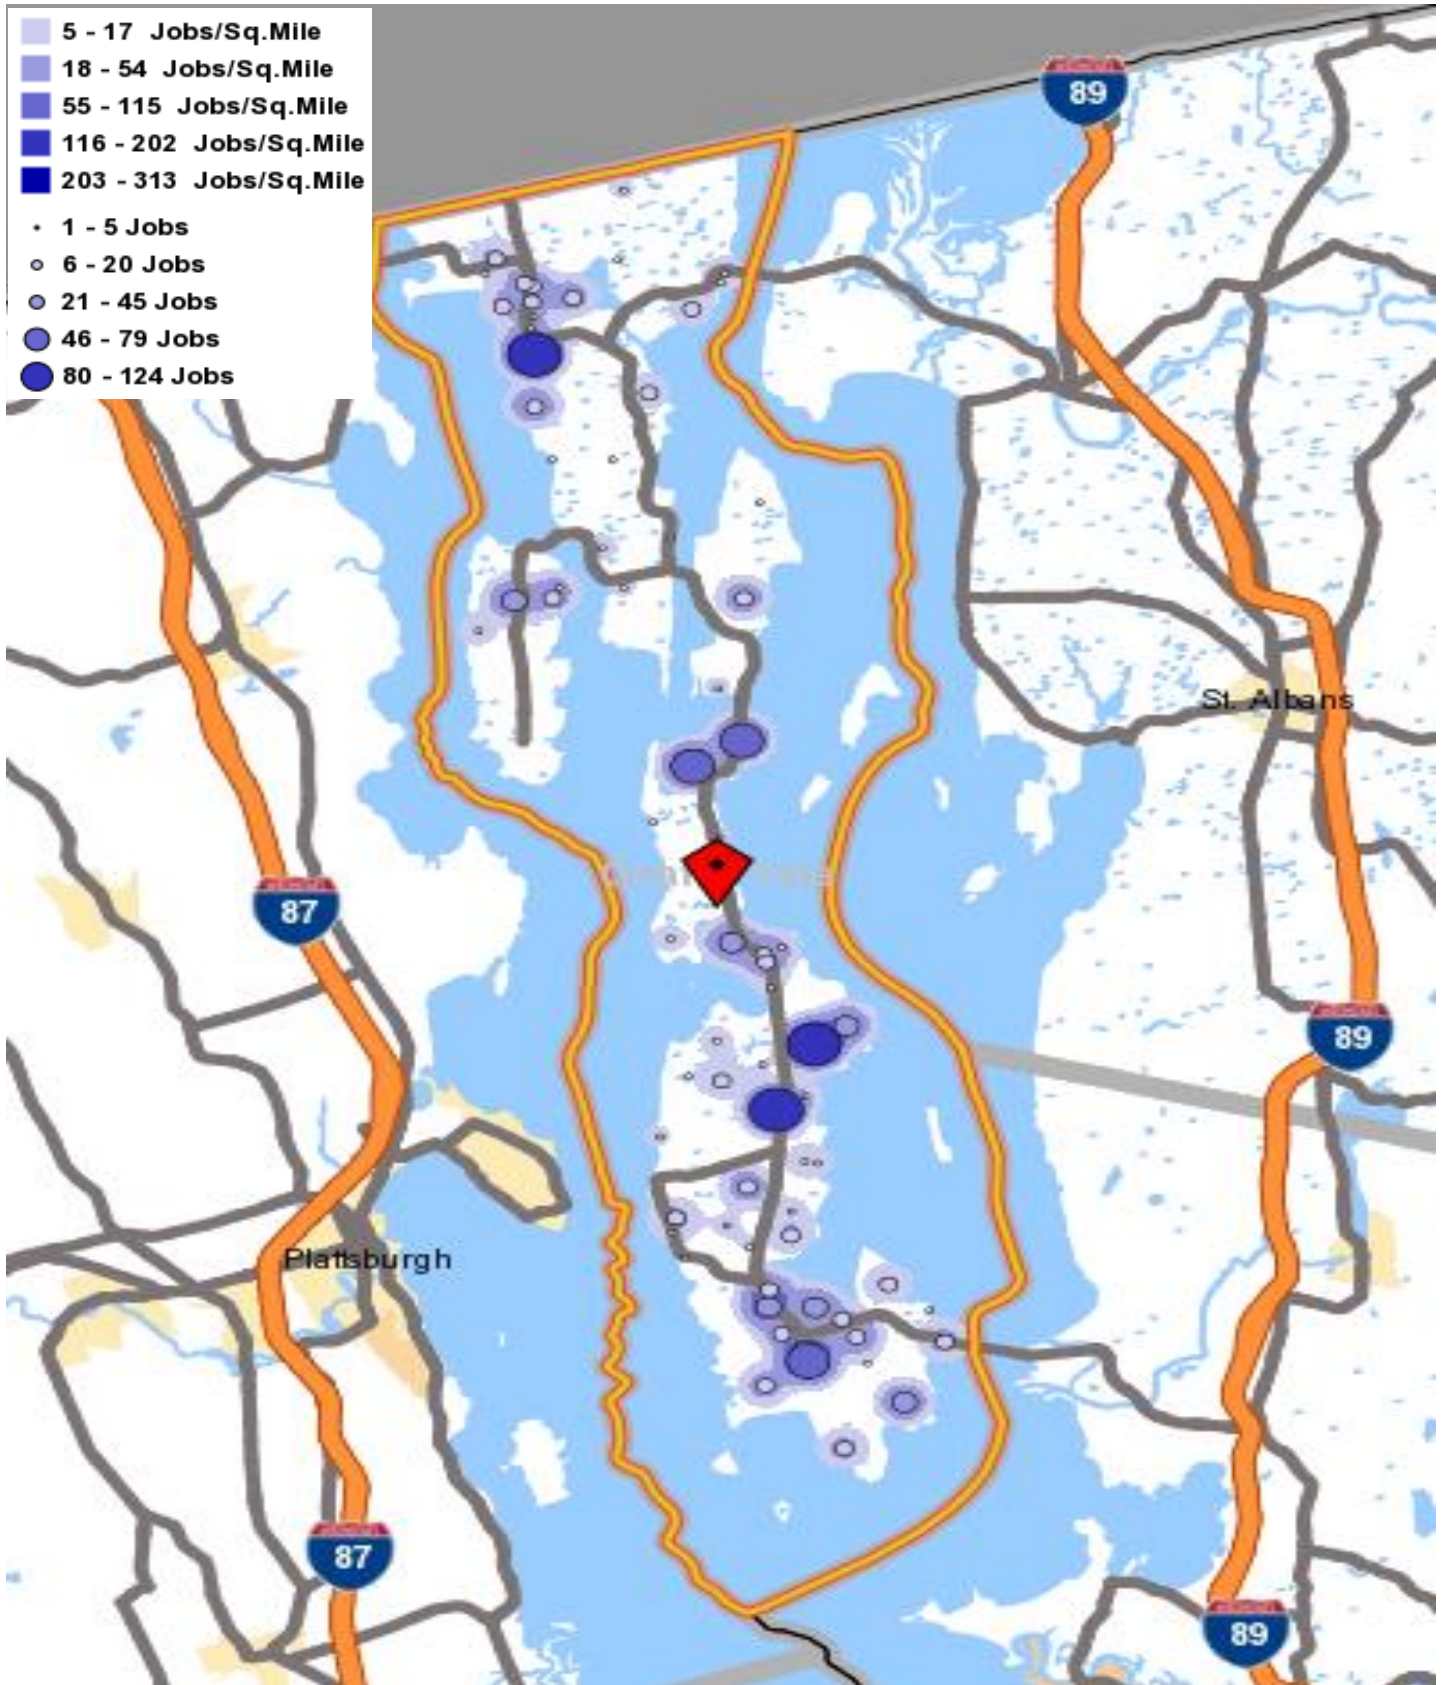 5 - 17 Jobs/Sq.Mile
18 - 54 Jobs/Sq.Mile
55 - 115 Jobs/Sq.Mile
116 - 202 Jobs/Sq.Mile
203 - 313 Jobs/Sq.Mile
1 - 5 Jobs
6 - 20 Jobs
21 - 45 Jobs
46 - 79 Jobs
80 - 124 Jobs
89
St. Albans
87
89
Plattsburgh
87
89